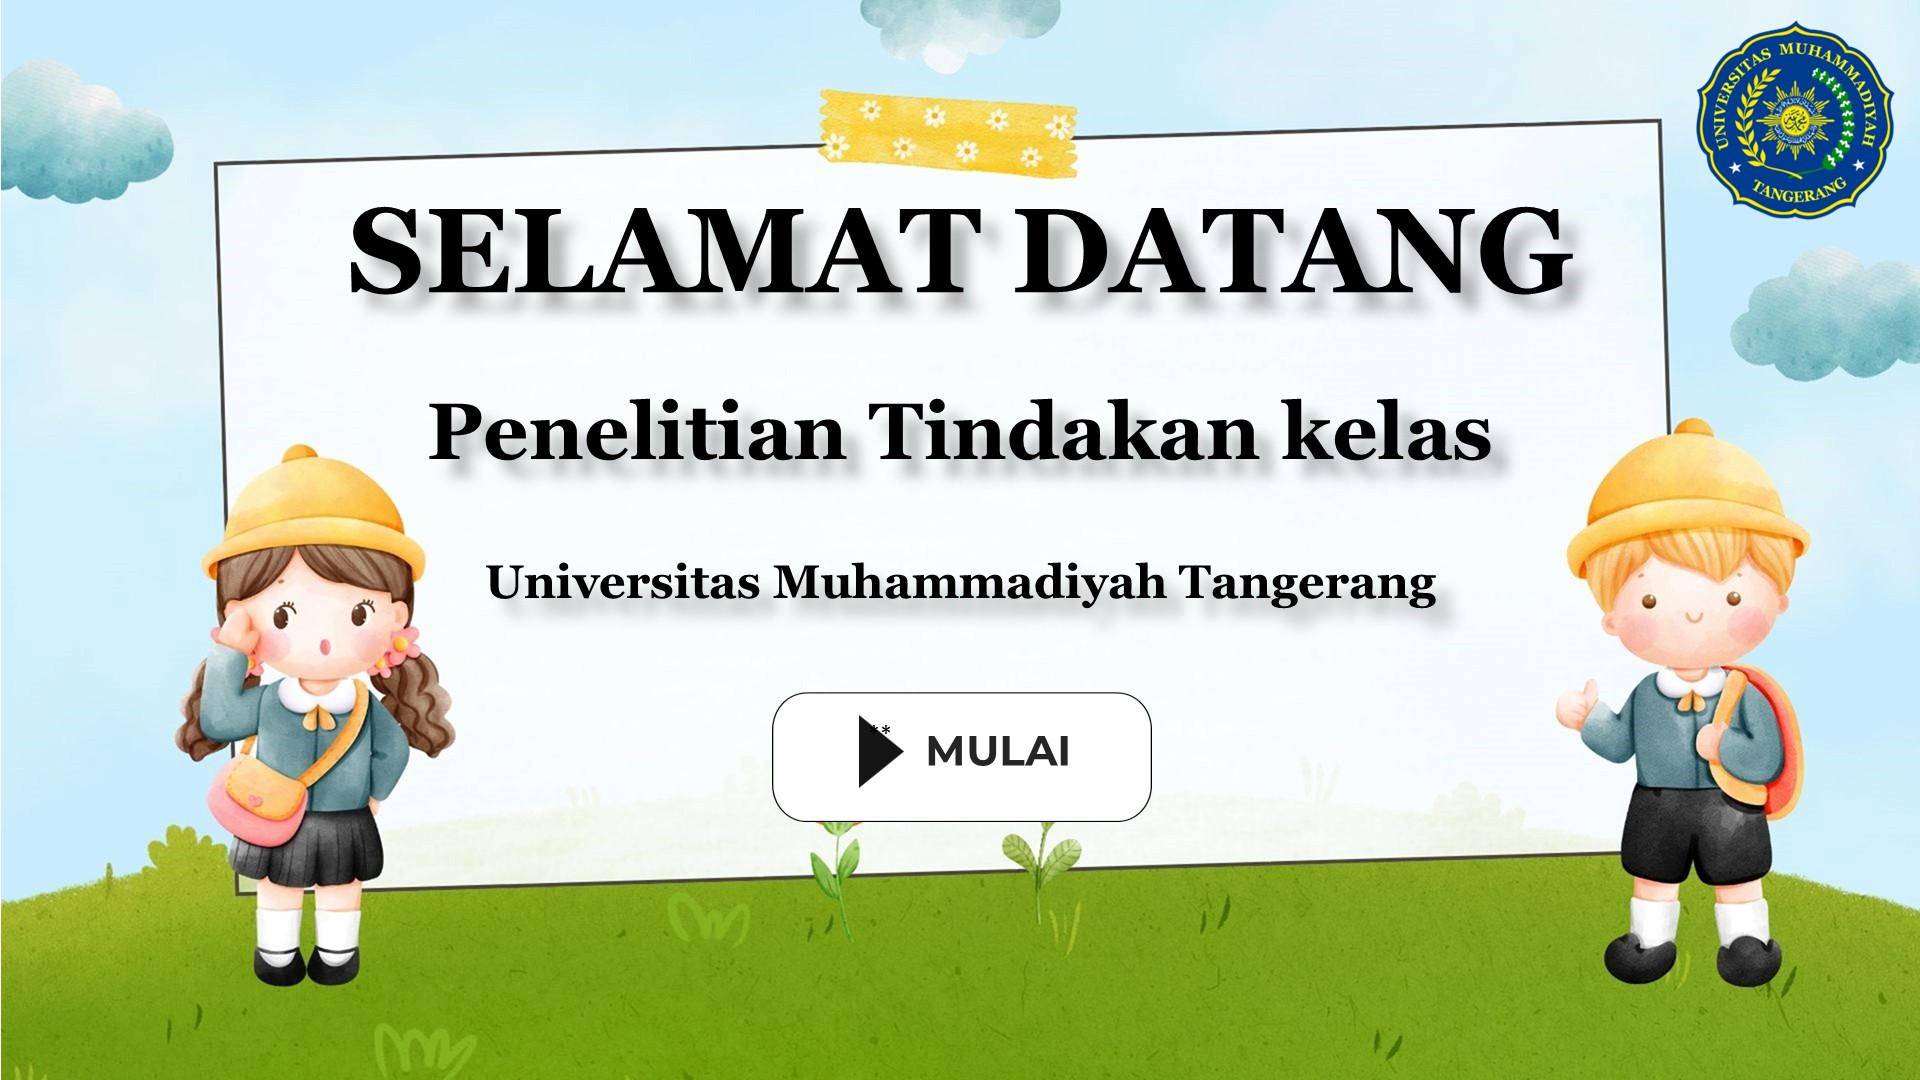 UNIVERSITAS MUHAMMADIYAH
TANGERANG
SELAMAT DATANG
Penelitian Tindakan kelas
Universitas Muhammadiyah Tangerang
**
MULAI